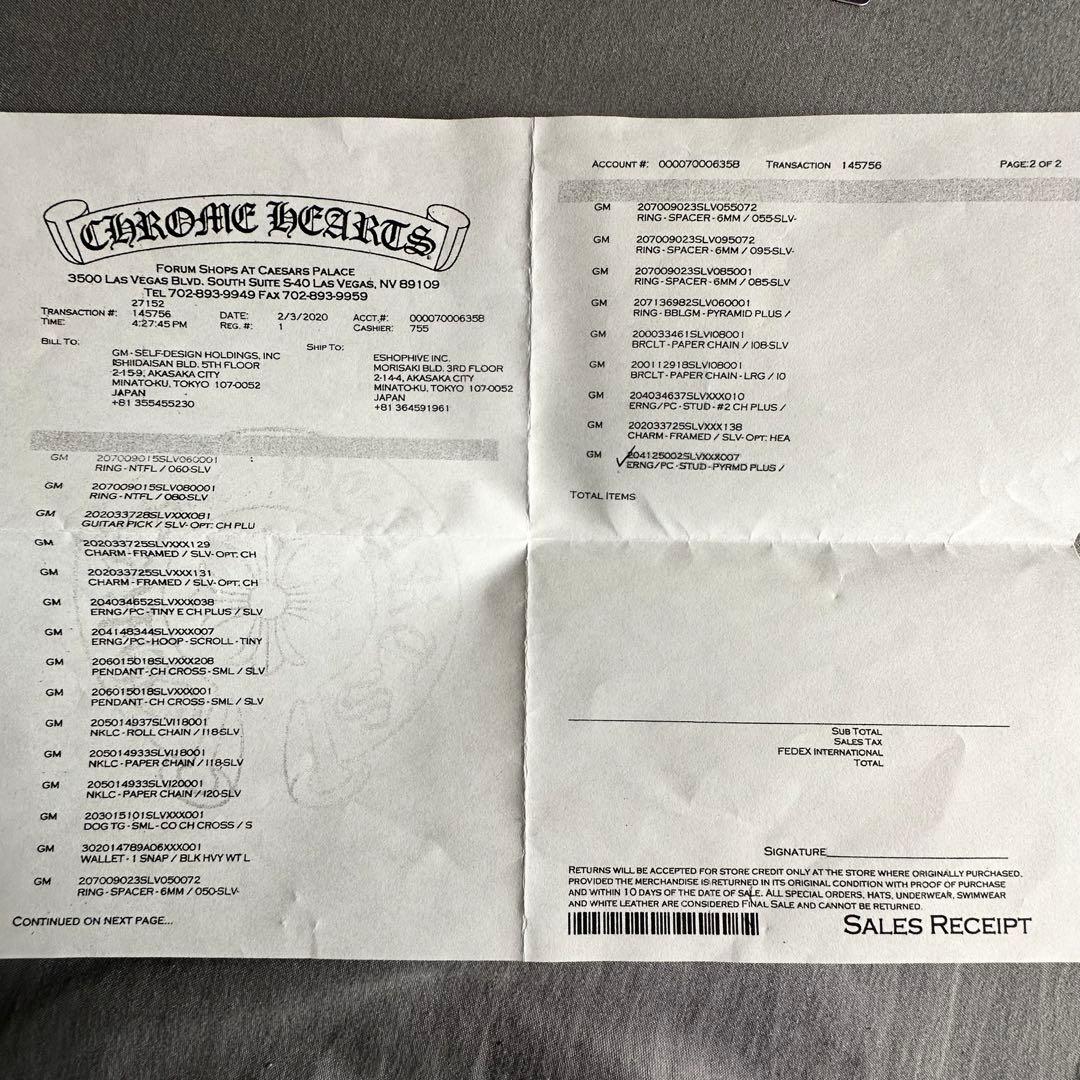 CHROME HEARTS
FORUM SHOPS AT CAESARS PALACE
3500 LAS VEGAS BLVD. SOUTH SUITE S-40 LAS VEGAS, NV 89109
TEL 702-893-9949 FAX 702-893-9959
27152
TRANSACTION #: 145756 DATE: 2/3/2020 ACCT.#: 000070006358
TIME: 4:27:45 PM REG. #: 1 CASHIER: 755
BILL TO:
GM - SELF-DESIGN HOLDINGS, INC
ISHIIDAISAN BLD. 5TH FLOOR
2-15-9, AKASAKA CITY
MINATO-KU, TOKYO 107-0052
JAPAN
+81 355455230
SHIP TO:
ESHOPHIVE INC.
MORISAKI BLD. 3RD FLOOR
2-14-4, AKASAKA CITY
MINATO-KU, TOKYO 107-0052
JAPAN
+81 364591961
GM 207009015SLV060001
RING - NTFL / 060-SLV
GM 207009015SLV080001
RING - NTFL / 080-SLV
GM 202033728SLVXXX081
GUITAR PICK / SLV- OPT: CH PLU
GM 202033725SLVXXX129
CHARM - FRAMED / SLV- OPT: CH
GM 202033725SLVXXX131
CHARM - FRAMED / SLV- OPT: CH
GM 204034652SLVXXX038
ERNG/PC - TINY E CH PLUS / SLV
GM 204148344SLVXXX007
ERNG/PC - HOOP - SCROLL - TINY
GM 206015018SLVXXX208
PENDANT - CH CROSS - SML / SLV
GM 206015018SLVXXX001
PENDANT - CH CROSS - SML / SLV
GM 205014937SLVI18001
NKLC - ROLL CHAIN / I18-SLV
GM 205014933SLVI18001
NKLC - PAPER CHAIN / I18-SLV
GM 205014933SLVI20001
NKLC - PAPER CHAIN / I20-SLV
GM 203015101SLVXXX001
DOG TG - SML - CO CH CROSS / S
GM 302014789A06XXX001
WALLET - 1 SNAP / BLK HVY WT L
GM 207009023SLV050072
RING - SPACER - 6MM / 050-SLV-
CONTINUED ON NEXT PAGE...
ACCOUNT #: 000070006358 TRANSACTION 145756 PAGE:2 OF 2
GM 207009023SLV055072
RING - SPACER - 6MM / 055-SLV-
GM 207009023SLV095072
RING - SPACER - 6MM / 095-SLV-
GM 207009023SLV085001
RING - SPACER - 6MM / 085-SLV
GM 207136982SLV060001
RING - BBLGM - PYRAMID PLUS /
GM 200033461SLVI08001
BRCLT - PAPER CHAIN / I08-SLV
GM 200112918SLVI08001
BRCLT - PAPER CHAIN - LRG / I0
GM 204034637SLVXXX010
ERNG/PC - STUD - #2 CH PLUS /
GM 202033725SLVXXX138
CHARM - FRAMED / SLV- OPT: HEA
GM 204125002SLVXXX007
ERNG/PC - STUD - PYRMD PLUS /
TOTAL ITEMS
SUB TOTAL
SALES TAX
FEDEX INTERNATIONAL
TOTAL
SIGNATURE
RETURNS WILL BE ACCEPTED FOR STORE CREDIT ONLY AT THE STORE WHERE ORIGINALLY PURCHASED.
PROVIDED THE MERCHANDISE IS RETURNED IN ITS ORIGINAL CONDITION WITH PROOF OF PURCHASE
AND WITHIN 10 DAYS OF THE DATE OF SALE. ALL SPECIAL ORDERS, HATS, UNDERWEAR, SWIMWEAR
AND WHITE LEATHER ARE CONSIDERED FINAL SALE AND CANNOT BE RETURNED.
SALES RECEIPT